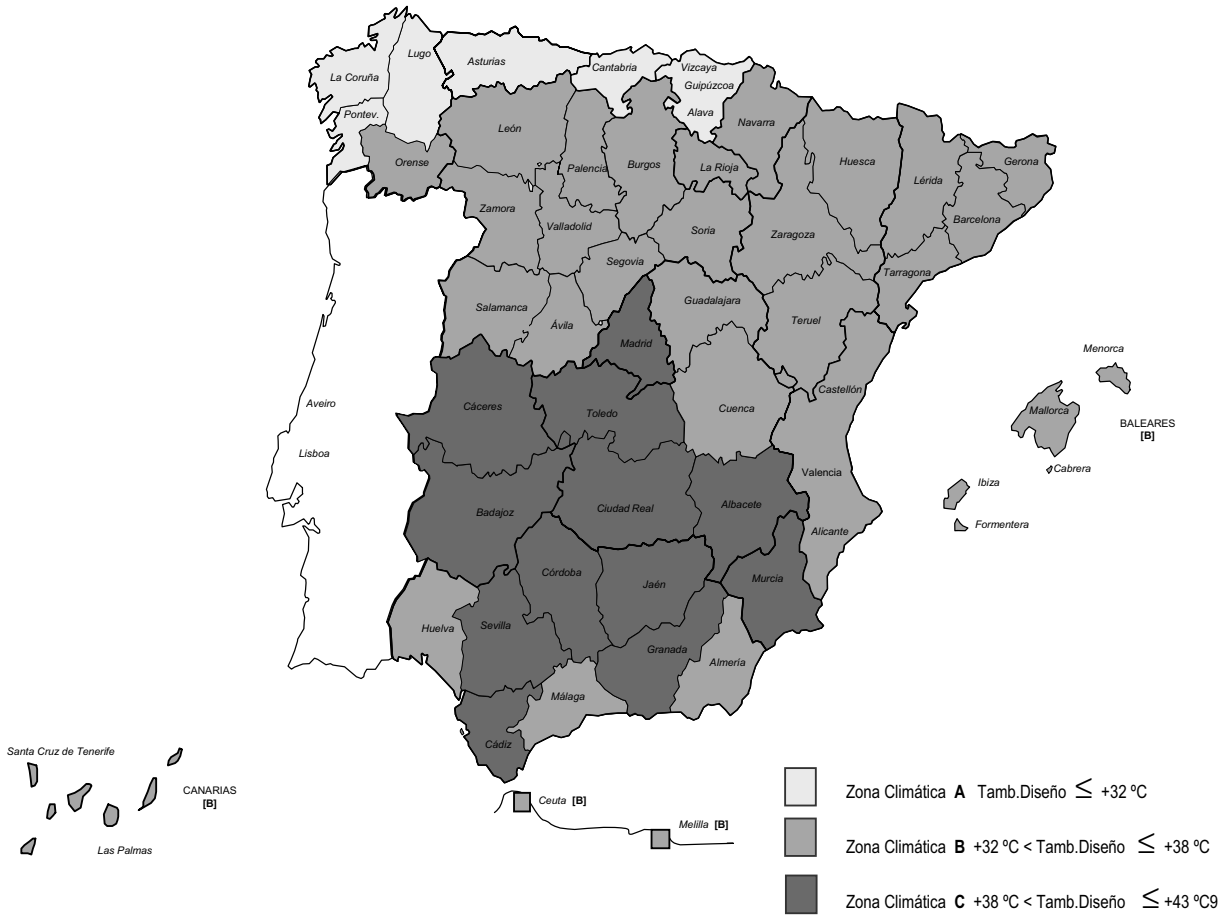 Lugo
Asturias
Cantabria
Vizcaya
La Coruña
Guipúzcoa
Pontev.
Alava
León
Navarra
Orense
Palencia
Burgos
La Rioja
Huesca
Lérida
Gerona
Zamora
Valladolid
Soria
Zaragoza
Barcelona
Segovia
Tarragona
Salamanca
Ávila
Guadalajara
Teruel
Madrid
Menorca
Castellón
Aveiro
Cáceres
Toledo
Cuenca
Mallorca
BALEARES
[B]
Lisboa
Valencia
Cabrera
Ibiza
Badajoz
Ciudad Real
Albacete
Alicante
Formentera
Córdoba
Jaén
Murcia
Huelva
Sevilla
Granada
Almería
Málaga
Cádiz
Santa Cruz de Tenerife
CANARIAS
[B]
Las Palmas
Ceuta [B]
Melilla [B]
Zona Climática A Tamb.Diseño ≤ +32 ºC
Zona Climática B +32 ºC < Tamb.Diseño ≤ +38 ºC
Zona Climática C +38 ºC < Tamb.Diseño ≤ +43 ºC9